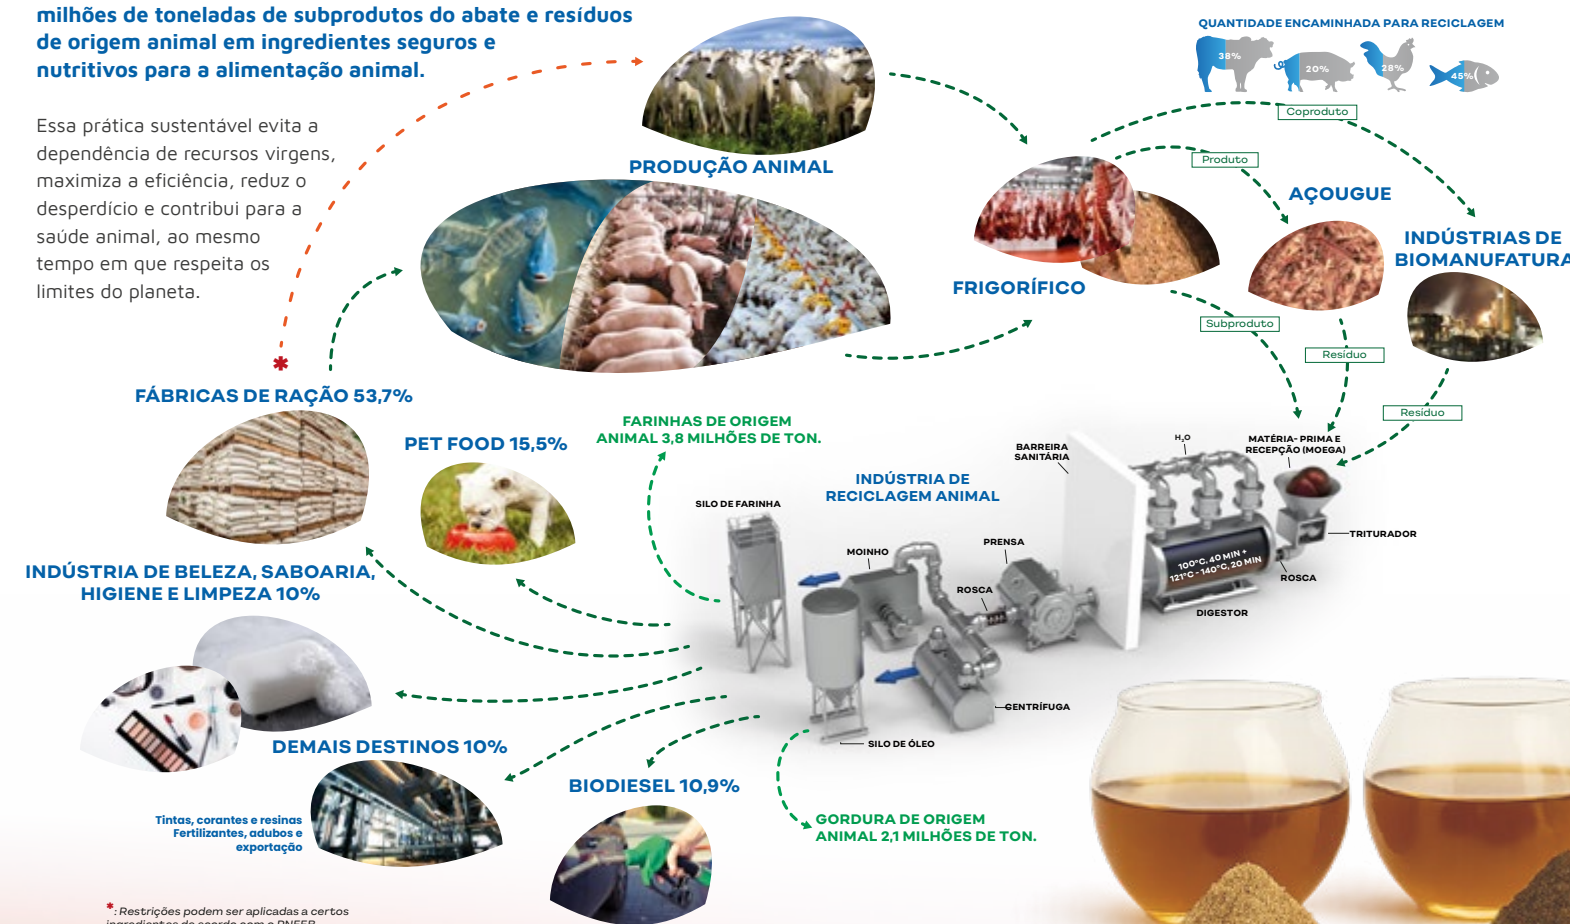 milhões de toneladas de subprodutos do abate e resíduos
de origem animal em ingredientes seguros e
nutritivos para a alimentação animal.
Essa prática sustentável evita a
dependência de recursos virgens,
maximiza a eficiência, reduz o
desperdício e contribui para a
saúde animal, ao mesmo
tempo em que respeita os
limites do planeta.
QUANTIDADE ENCAMINHADA PARA RECICLAGEM
38%
20%
28%
45%
PRODUÇÃO ANIMAL
FRIGORÍFICO
Coproduto
Produto
AÇOUGUE
INDÚSTRIAS DE
BIOMANUFATURA
Subproduto
Resíduo
Resíduo
*
FÁBRICAS DE RAÇÃO 53,7%
PET FOOD 15,5%
INDÚSTRIA DE BELEZA, SABOARIA,
HIGIENE E LIMPEZA 10%
DEMAIS DESTINOS 10%
Tintas, corantes e resinas
Fertilizantes, adubos e
exportação
BIODIESEL 10,9%
FARINHAS DE ORIGEM
ANIMAL 3,8 MILHÕES DE TON.
INDÚSTRIA DE
RECICLAGEM ANIMAL
BARREIRA
SANITÁRIA
H₂O
MATÉRIA- PRIMA E
RECEPÇÃO (MOEGA)
TRITURADOR
ROSCA
100°C, 40 MIN +
121°C - 140°C, 20 MIN
DIGESTOR
PRENSA
ROSCA
MOINHO
SILO DE FARINHA
CENTRÍFUGA
SILO DE ÓLEO
GORDURA DE ORIGEM
ANIMAL 2,1 MILHÕES DE TON.
*: Restrições podem ser aplicadas a certos
ingredientes de acordo com o PNEEB